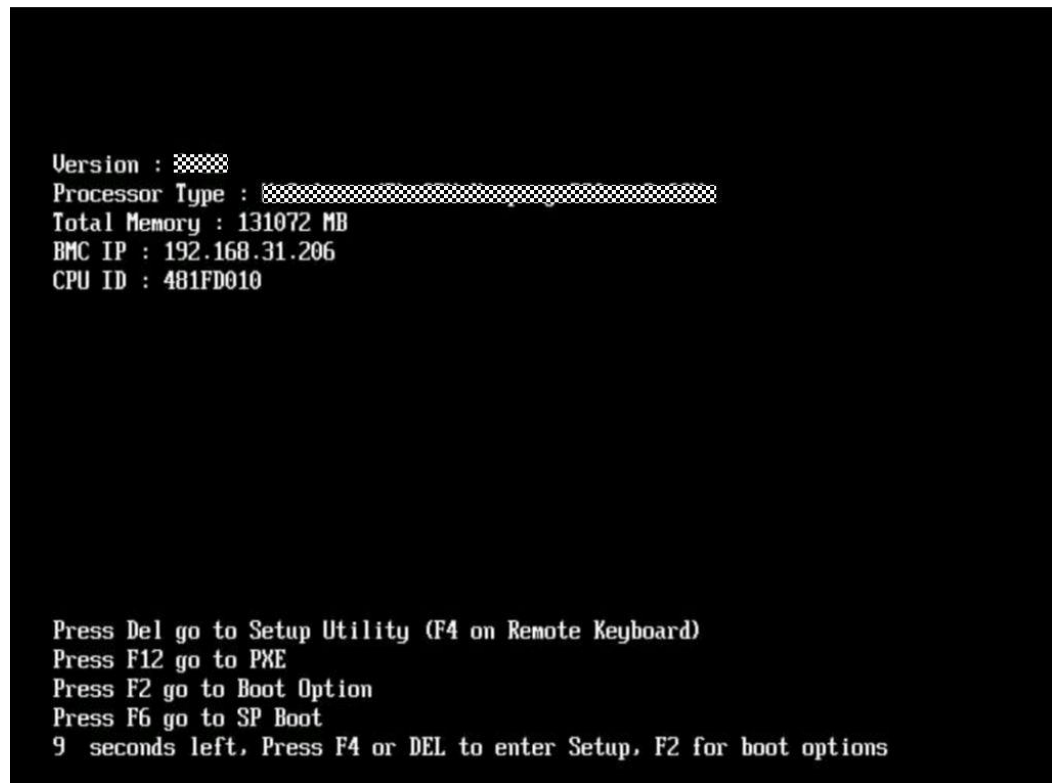 Version :
Processor Type :
Total Memory : 131072 MB
BMC IP : 192.168.31.206
CPU ID : 481FD010
Press Del go to Setup Utility (F4 on Remote Keyboard)
Press F12 go to PXE
Press F2 go to Boot Option
Press F6 go to SP Boot
9 seconds left, Press F4 or DEL to enter Setup, F2 for boot options